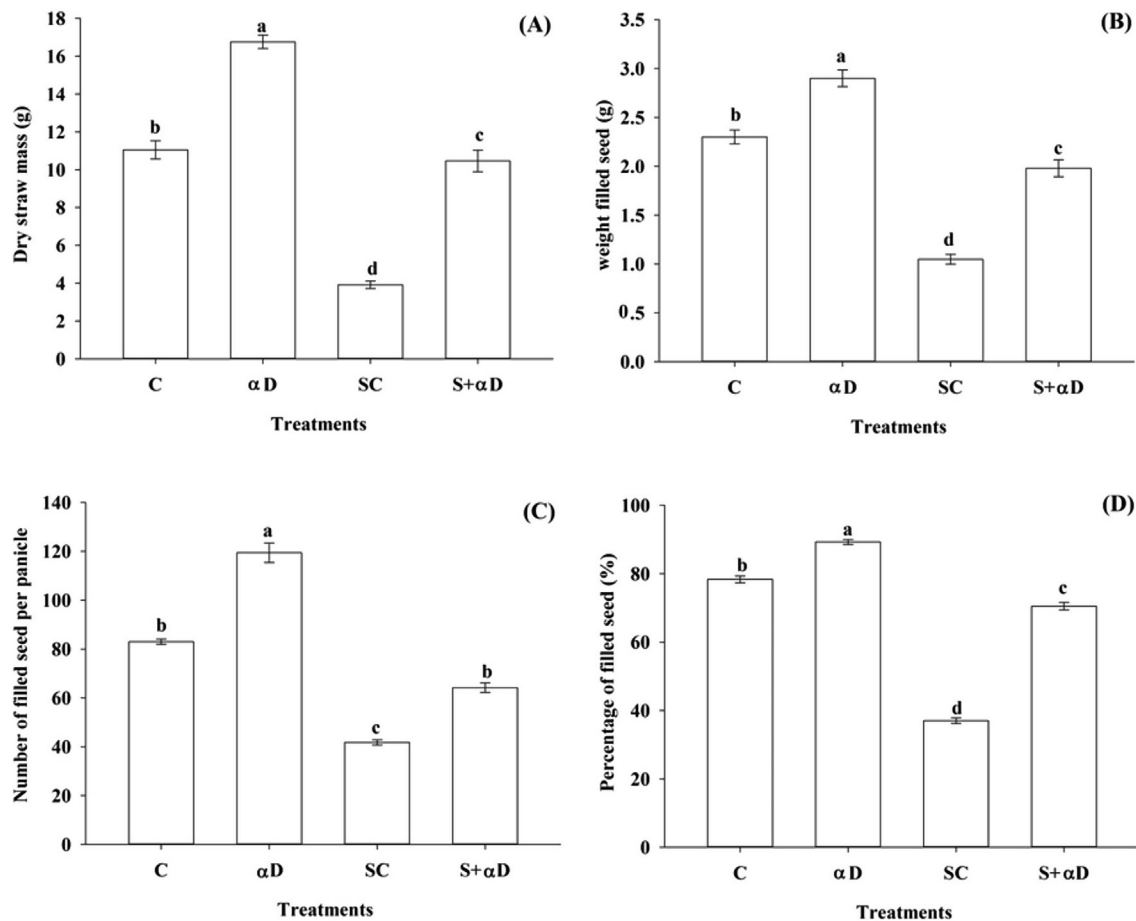 (A)
Dry straw mass (g)
18
16
14
12
10
8
6
4
2
0
b
a
d
c
C
αD
SC
S+αD
Treatments
(B)
weight filled seed (g)
3.5
3.0
2.5
2.0
1.5
1.0
0.5
0.0
b
a
d
c
C
αD
SC
S+αD
Treatments
(C)
Number of filled seed per panicle
140
120
100
80
60
40
20
0
b
a
c
b
C
αD
SC
S+αD
Treatments
(D)
Percentage of filled seed (%)
100
80
60
40
20
0
b
a
d
c
C
αD
SC
S+αD
Treatments